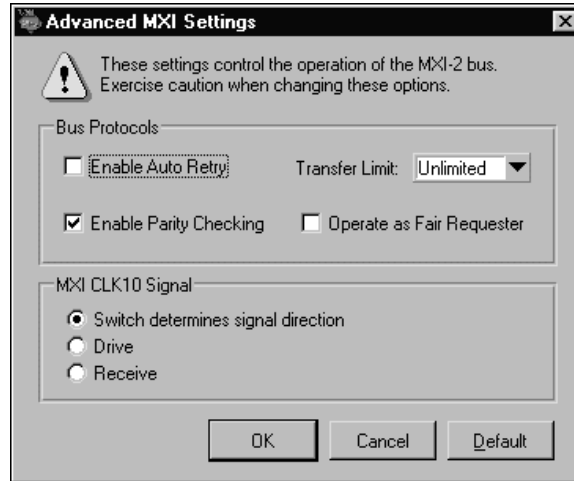 Advanced MXI Settings
These settings control the operation of the MXI-2 bus.
Exercise caution when changing these options.
Bus Protocols
Enable Auto Retry
Transfer Limit: Unlimited
Enable Parity Checking
Operate as Fair Requester
MXI CLK10 Signal
Switch determines signal direction
Drive
Receive
OK
Cancel
Default